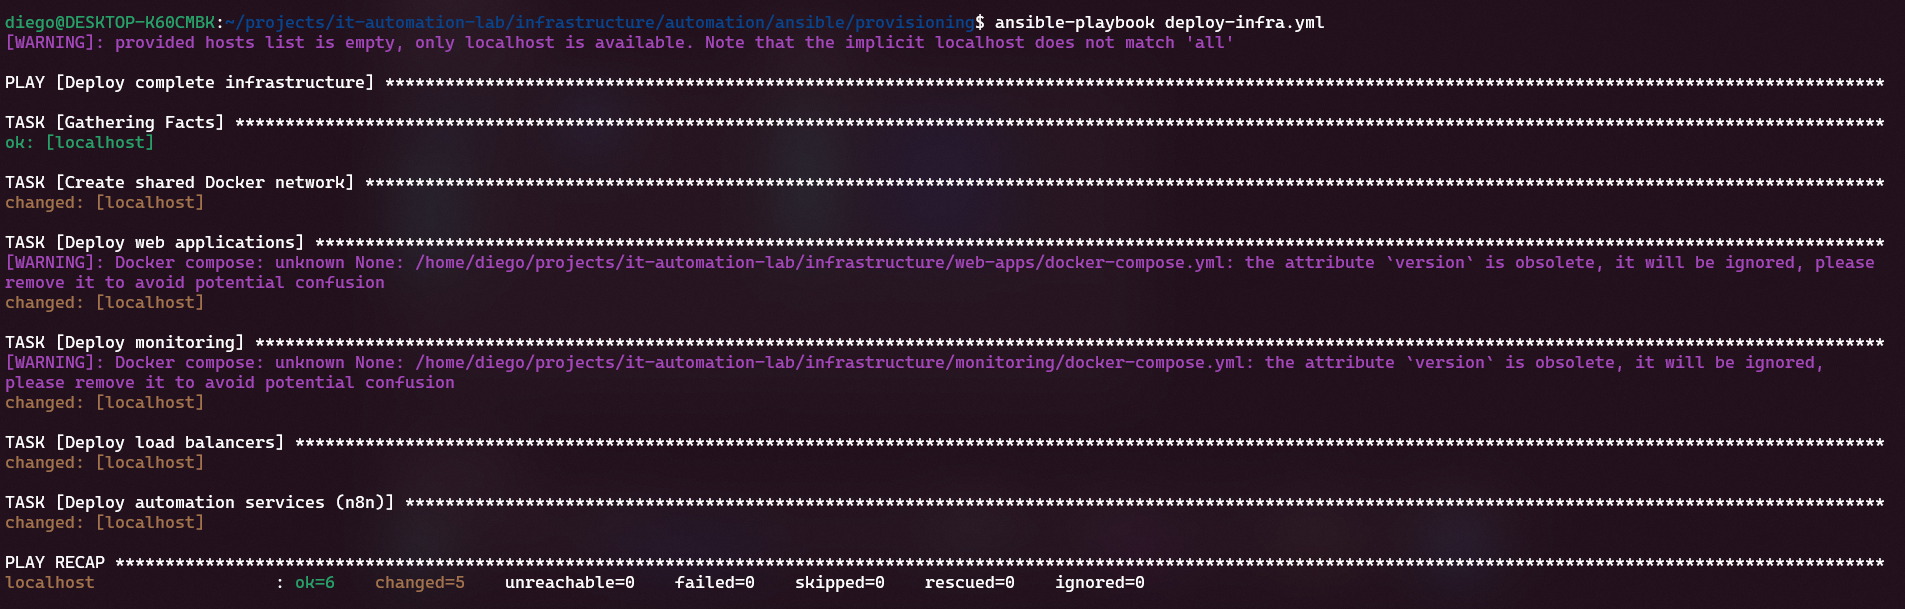 diego@DESKTOP-K60CMBK:~/projects/it-automation-lab/infrastructure/automation/ansible/provisioning$ ansible-playbook deploy-infra.yml
[WARNING]: provided hosts list is empty, only localhost is available. Note that the implicit localhost does not match 'all'
PLAY [Deploy complete infrastructure] ******************************************************************************************************************************************************
TASK [Gathering Facts] *********************************************************************************************************************************************************************
ok: [localhost]
TASK [Create shared Docker network] ********************************************************************************************************************************************************
changed: [localhost]
TASK [Deploy web applications] *************************************************************************************************************************************************************
[WARNING]: Docker compose: unknown None: /home/diego/projects/it-automation-lab/infrastructure/web-apps/docker-compose.yml: the attribute `version` is obsolete, it will be ignored, please
remove it to avoid potential confusion
changed: [localhost]
TASK [Deploy monitoring] *******************************************************************************************************************************************************************
[WARNING]: Docker compose: unknown None: /home/diego/projects/it-automation-lab/infrastructure/monitoring/docker-compose.yml: the attribute `version` is obsolete, it will be ignored,
please remove it to avoid potential confusion
changed: [localhost]
TASK [Deploy load balancers] ***************************************************************************************************************************************************************
changed: [localhost]
TASK [Deploy automation services (n8n)] ****************************************************************************************************************************************************
changed: [localhost]
PLAY RECAP *********************************************************************************************************************************************************************************
localhost                  : ok=6    changed=5    unreachable=0    failed=0    skipped=0    rescued=0    ignored=0